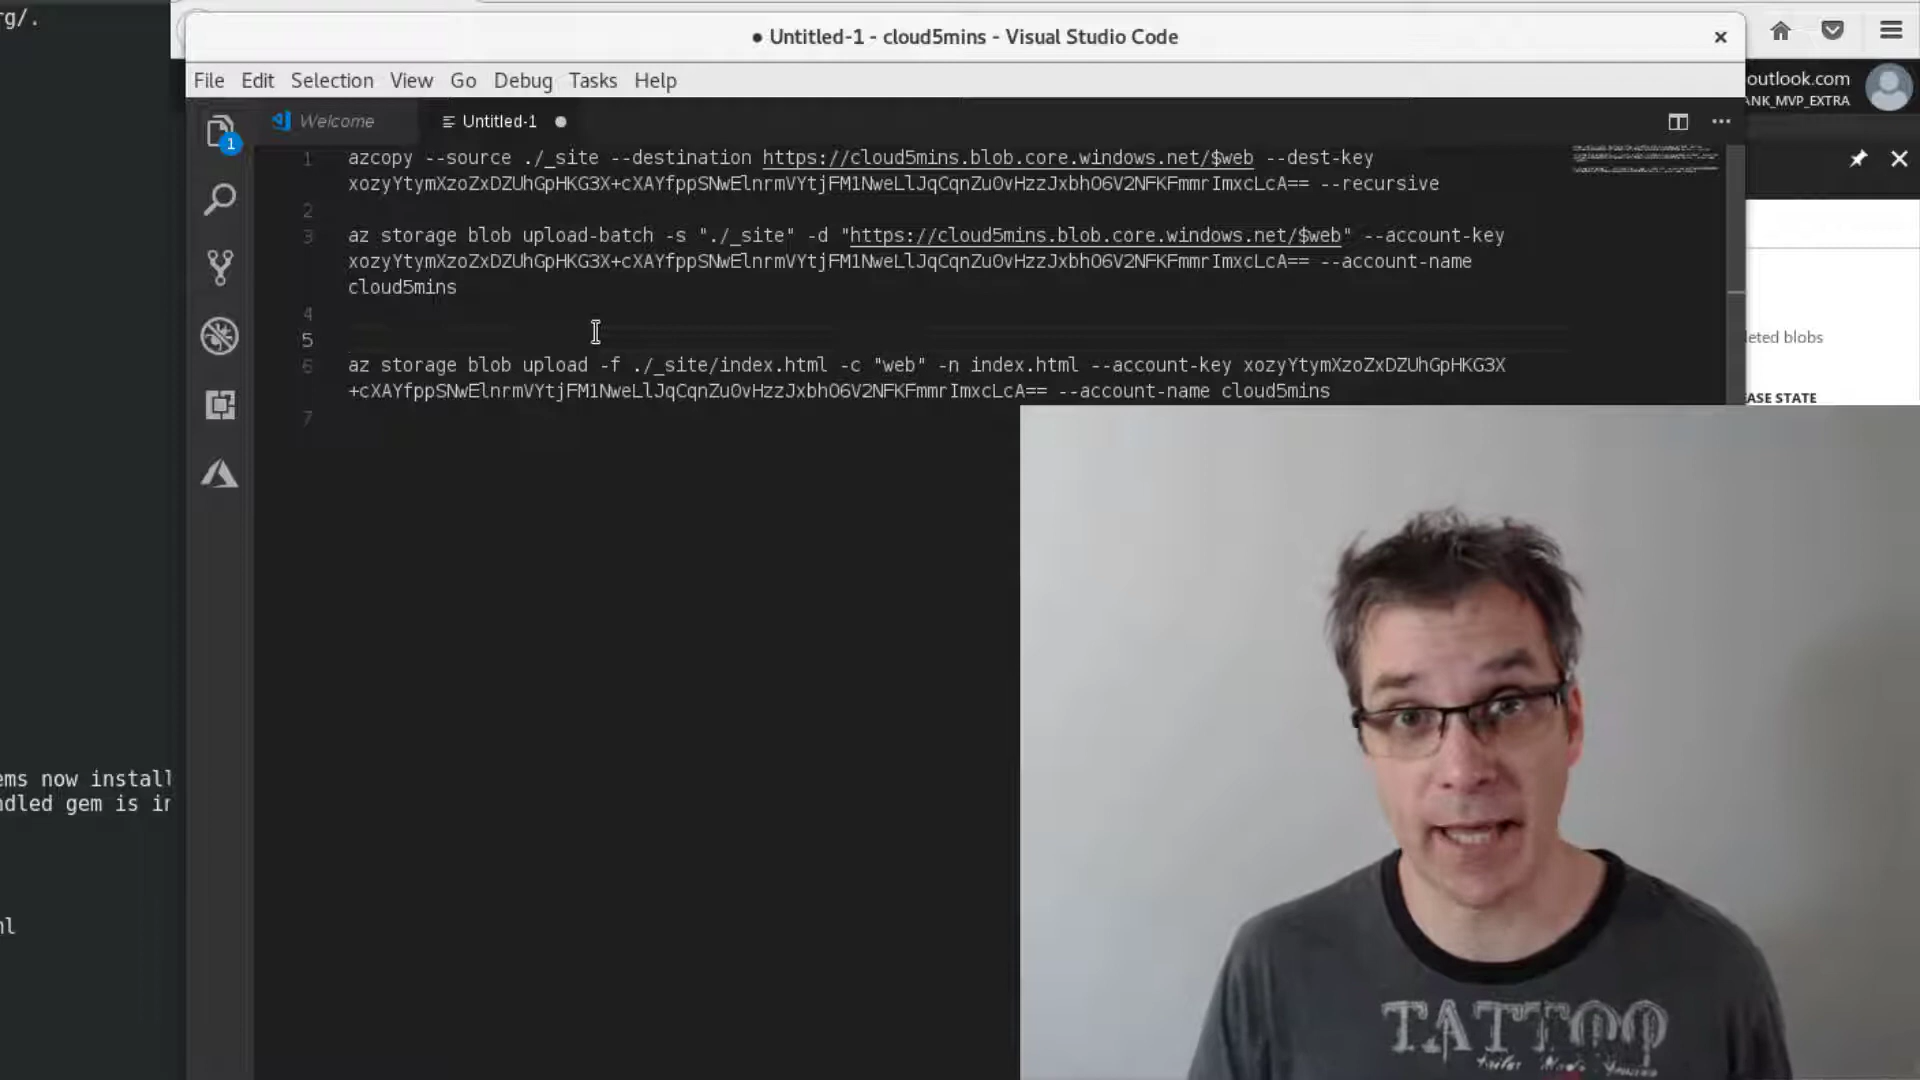 rg/.
● Untitled-1 - cloud5mins - Visual Studio Code
File Edit Selection View Go Debug Tasks Help
outlook.com
ANK_MVP_EXTRA
Welcome
Untitled-1
1
1 azcopy --source ./_site --destination https://cloud5mins.blob.core.windows.net/$web --dest-key
xozyYtymXzoZxDZUhGpHKG3X+cXAYfppSNwElnrmVYtjFM1NweLlJqCqnZuOvHzzJxbhO6V2NFKFmmrImxcLcA== --recursive
2
3 az storage blob upload-batch -s "./_site" -d "https://cloud5mins.blob.core.windows.net/$web" --account-key
xozyYtymXzoZxDZUhGpHKG3X+cXAYfppSNwElnrmVYtjFM1NweLlJqCqnZuOvHzzJxbhO6V2NFKFmmrImxcLcA== --account-name
cloud5mins
4
5
6 az storage blob upload -f ./_site/index.html -c "web" -n index.html --account-key xozyYtymXzoZxDZUhGpHKG3X
+cXAYfppSNwElnrmVYtjFM1NweLlJqCqnZuOvHzzJxbhO6V2NFKFmmrImxcLcA== --account-name cloud5mins
7
leted blobs
EASE STATE
ems now install
ndled gem is in
ml
TATTOO